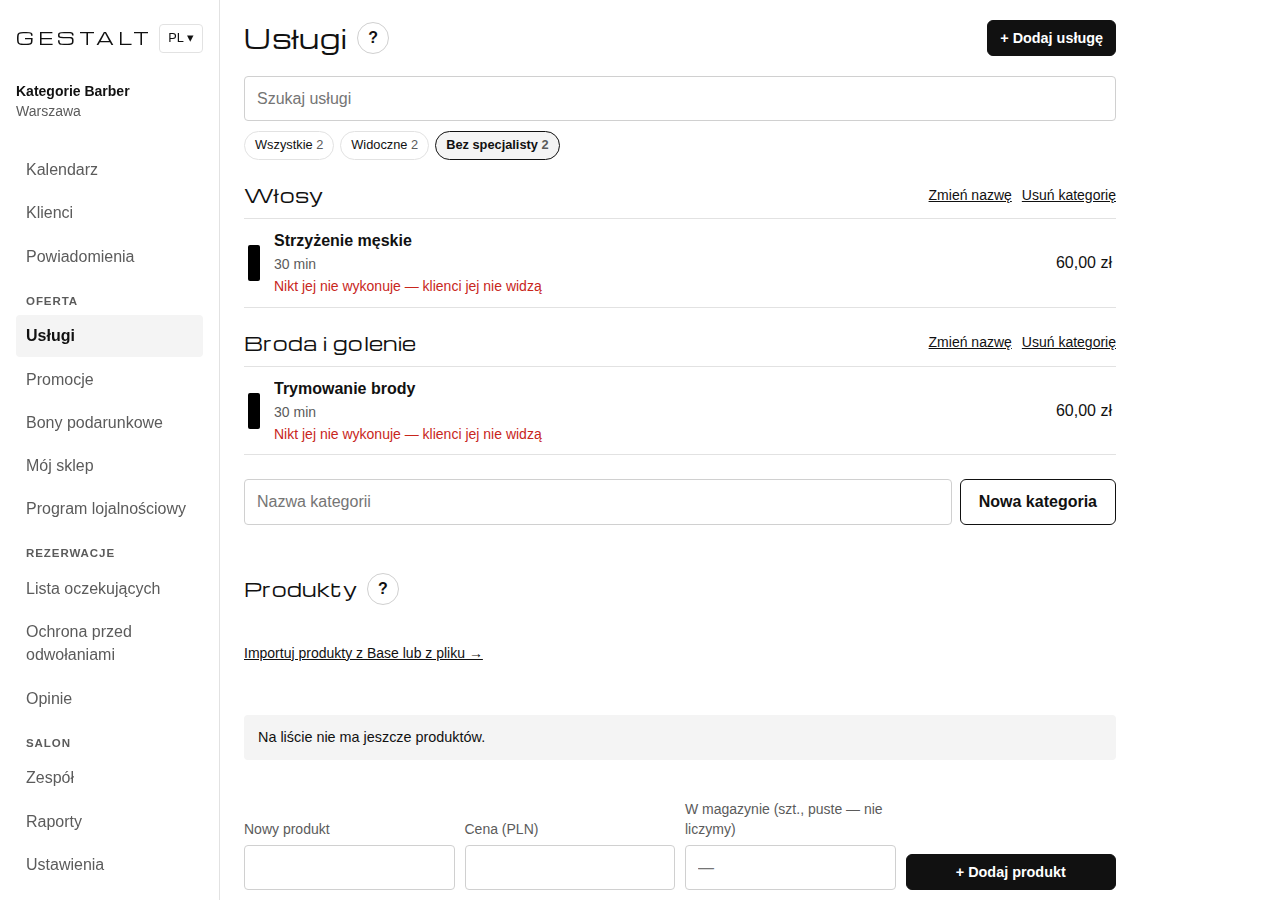 GESTALT
PL ▾
Kategorie Barber
Warszawa
Kalendarz
Klienci
Powiadomienia
OFERTA
Usługi
Promocje
Bony podarunkowe
Mój sklep
Program lojalnościowy
REZERWACJE
Lista oczekujących
Ochrona przed
odwołaniami
Opinie
SALON
Zespół
Raporty
Ustawienia
Usługi ?
+ Dodaj usługę
Szukaj usługi
Wszystkie 2
Widoczne 2
Bez specjalisty 2
Włosy
Zmień nazwę Usuń kategorię
Strzyżenie męskie
30 min
Nikt jej nie wykonuje — klienci jej nie widzą
60,00 zł
Broda i golenie
Zmień nazwę Usuń kategorię
Trymowanie brody
30 min
Nikt jej nie wykonuje — klienci jej nie widzą
60,00 zł
Nazwa kategorii
Nowa kategoria
Produkty ?
Importuj produkty z Base lub z pliku →
Na liście nie ma jeszcze produktów.
Nowy produkt
Cena (PLN)
W magazynie (szt., puste — nie
liczymy)
—
+ Dodaj produkt